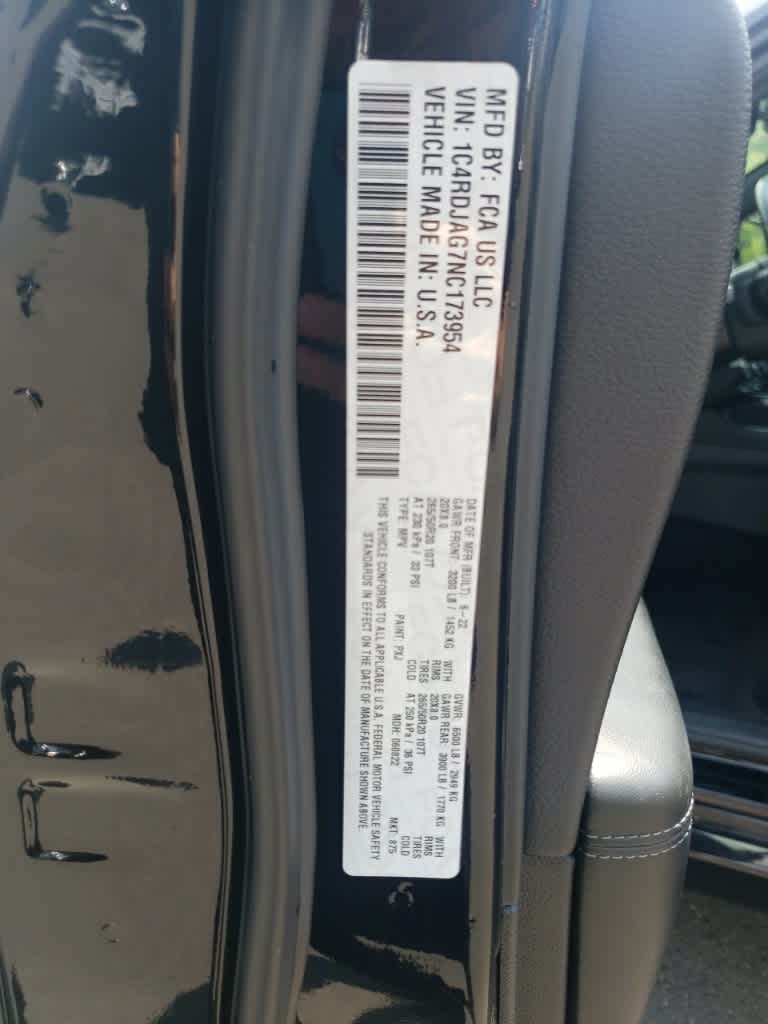 MFD BY: FCA US LLC
VIN: 1C4RDJAG7NC173954
VEHICLE MADE IN: U.S.A.
DATE OF MFR (BUILT): 6-22 GVWR: 6500 LB / 2949 KG
GAWR FRONT: 3200 LB / 1452 KG WITH GAWR REAR: 3900 LB / 1770 KG WITH
20X8.0 RIMS 20X8.0 RIMS
265/50R20 107T TIRES 265/50R20 107T TIRES
AT 230 kPa / 33 PSI COLD AT 250 kPa / 36 PSI COLD
TYPE: MPV PAINT: PXJ MDH: 060822 MKT: 875
THIS VEHICLE CONFORMS TO ALL APPLICABLE U.S.A. FEDERAL MOTOR VEHICLE SAFETY
STANDARDS IN EFFECT ON THE DATE OF MANUFACTURE SHOWN ABOVE.